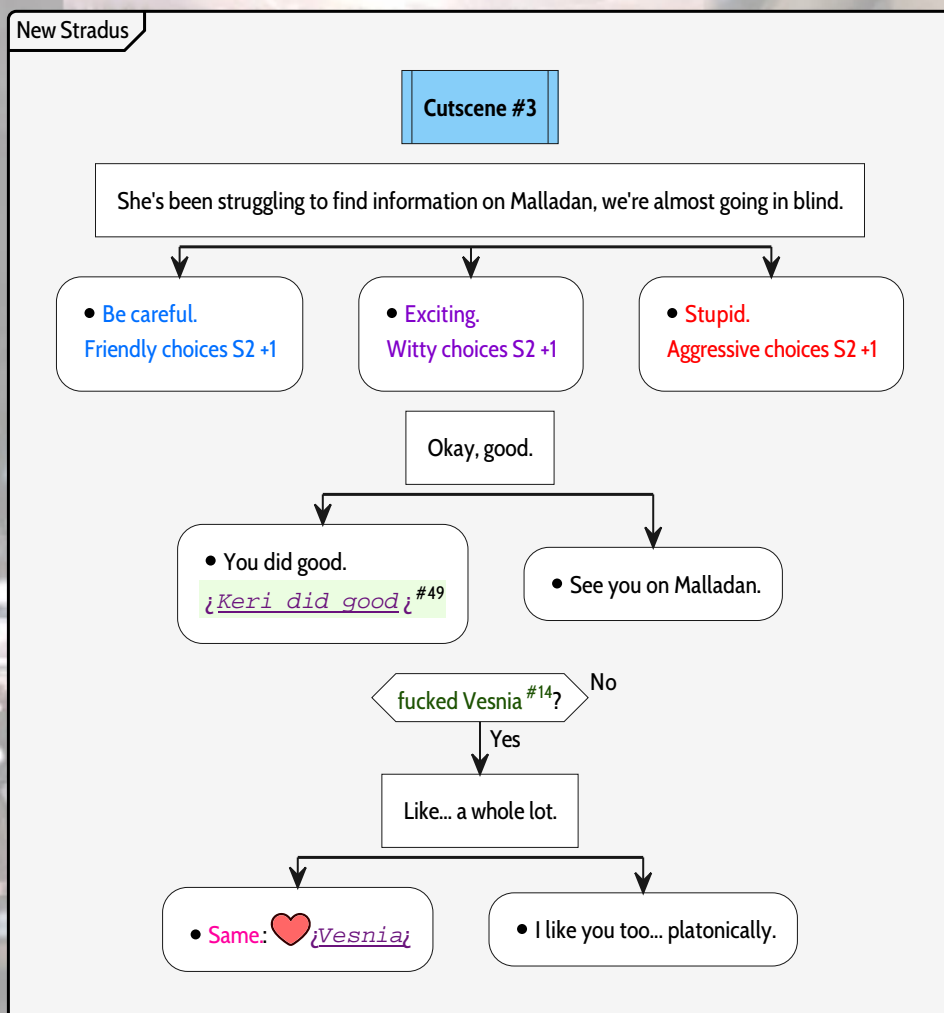 New Stradus
Cutscene #3
She's been struggling to find information on Malladan, we're almost going in blind.
• Be careful.
Friendly choices S2 +1
• Exciting.
Witty choices S2 +1
• Stupid.
Aggressive choices S2 +1
Okay, good.
• You did good.
¿Keri did good¿ #49
• See you on Malladan.
fucked Vesnia #14?
No
Yes
Like... a whole lot.
• Same.: ❤¿Vesnia¿
• I like you too... platonically.